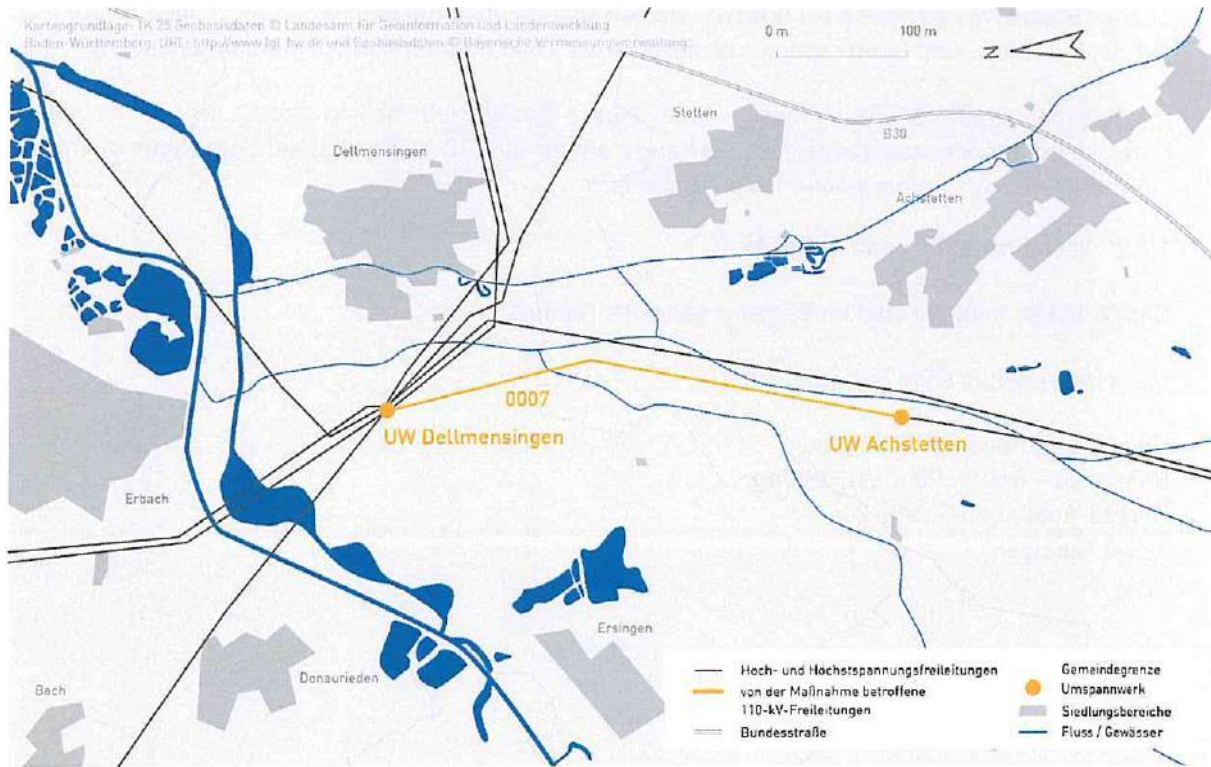 Kartengrundlage: TK 25 Geobasisdaten © Landesamt für Geoinformation und Landentwicklung
Baden-Württemberg, URL: http://www.lgl-bw.de und Geobasisdaten © Bayerische Vermessungsverwaltung;
0 m 100 m
N
Stetten
B30
Dellmensingen
Achstetten
0007
UW Dellmensingen
UW Achstetten
Erbach
Ersingen
Donaurieden
Bach
Hoch- und Höchstspannungsfreileitungen
von der Maßnahme betroffene
110-kV-Freileitungen
Bundesstraße
Gemeindegrenze
Umspannwerk
Siedlungsbereiche
Fluss / Gewässer